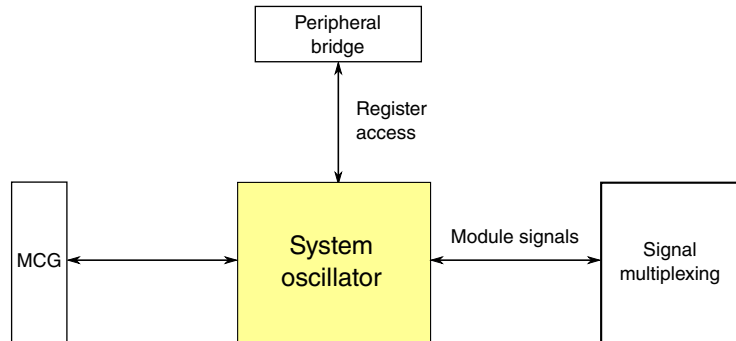 Peripheral
bridge
Register
access
MCG
System
oscillator
Module signals
Signal
multiplexing